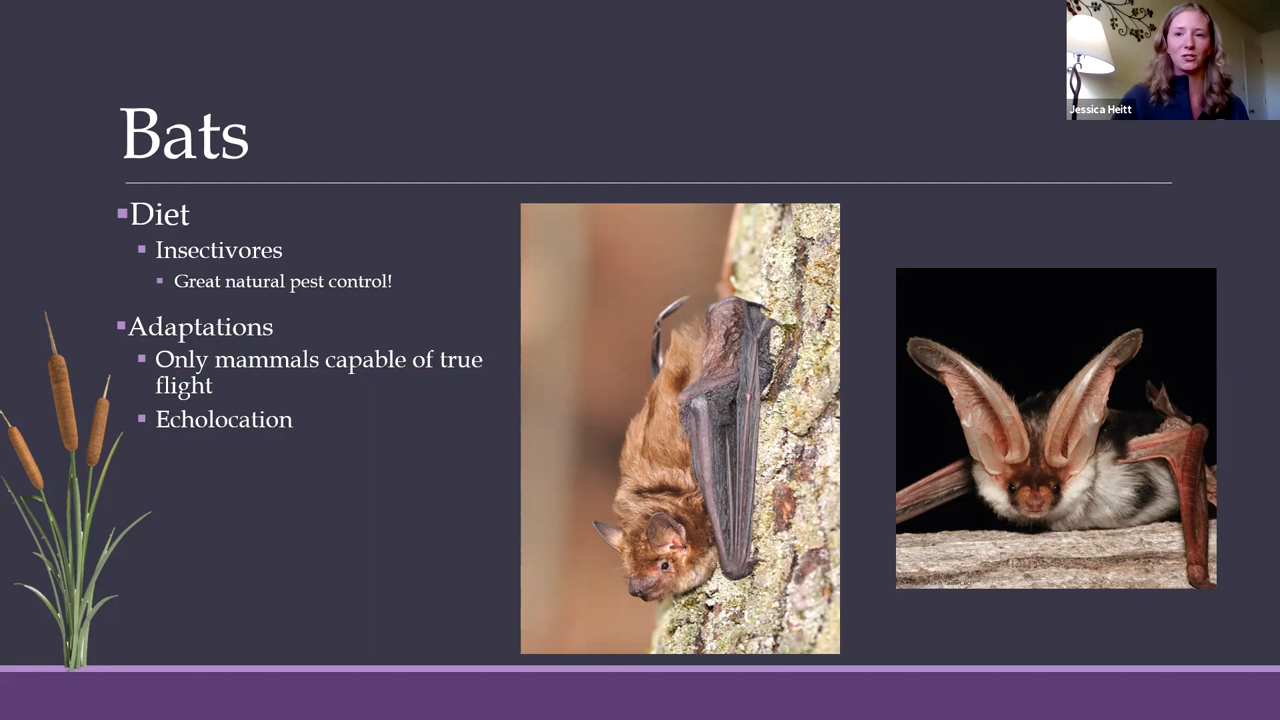 Jessica Heitt
Bats
▪Diet
▪ Insectivores
▪ Great natural pest control!
▪Adaptations
▪ Only mammals capable of true
flight
▪ Echolocation